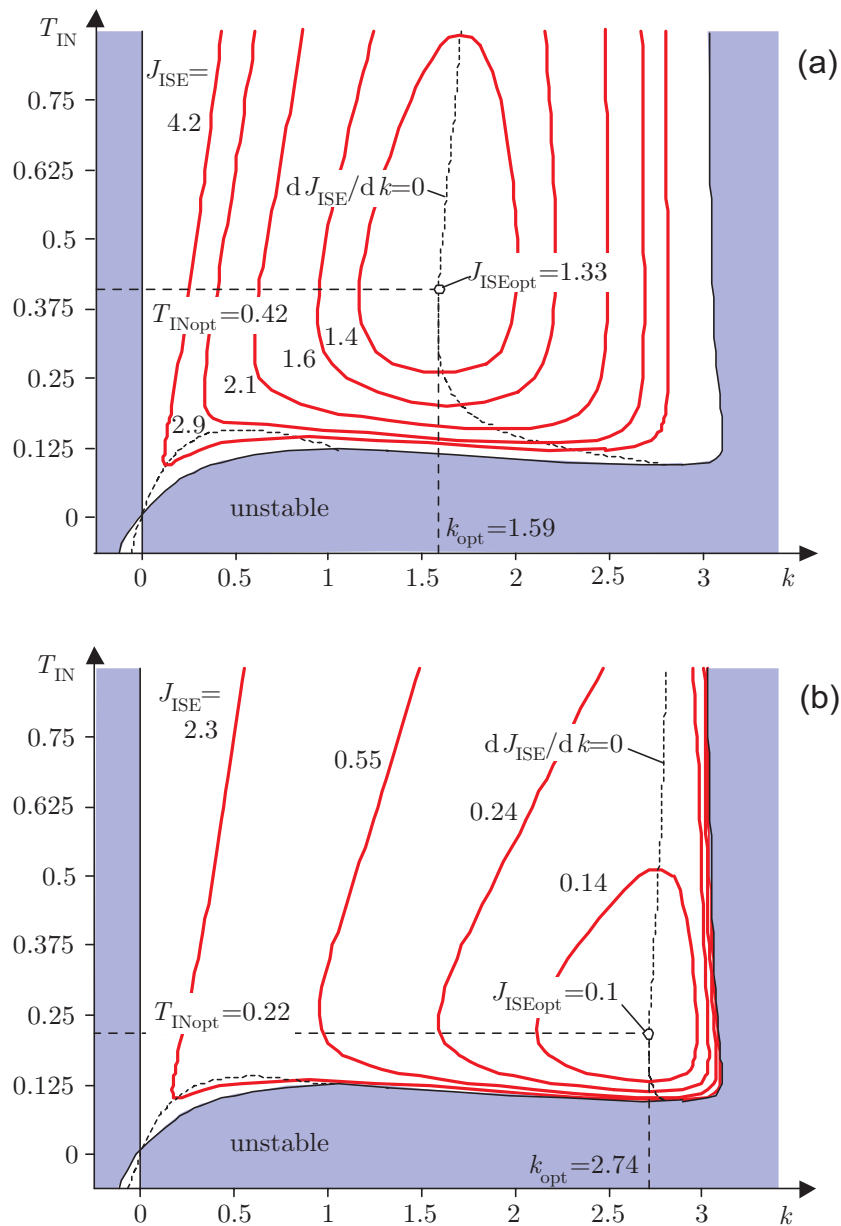 T_IN
(a)
J_ISE=
4.2
0.75
0.625
dJ_ISE/dk=0
0.5
J_ISEopt=1.33
0.375
T_INopt=0.42
1.4
1.6
0.25
2.1
2.9
0.125
unstable
0
k_opt=1.59
0
0.5
1
1.5
2
2.5
3
k
T_IN
(b)
J_ISE=
2.3
0.75
dJ_ISE/dk=0
0.55
0.625
0.24
0.5
0.14
0.375
J_ISEopt=0.1
T_INopt=0.22
0.25
0.125
unstable
0
k_opt=2.74
0
0.5
1
1.5
2
2.5
3
k